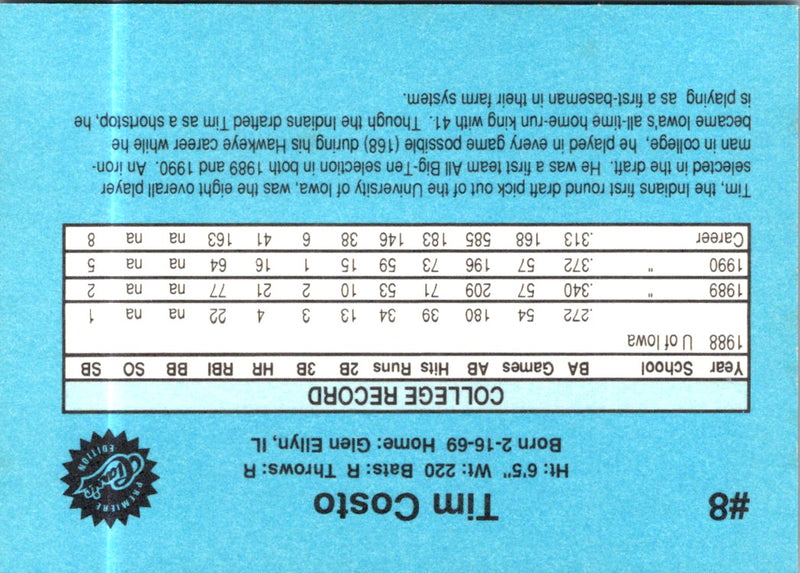 #8 Tim Costo
Ht: 6'5" Wt: 220 Bats: R Throws: R
Born 2-16-69 Home: Glen Ellyn, IL
PREMIERE
EDITION
COLLEGE RECORD
Year School BA Games AB Hits Runs 2B 3B HR RBI BB SO SB
1988 U of Iowa
.272 54 180 39 34 13 3 4 22 na na 1
1989 " .340 57 209 71 53 10 2 21 77 na na 2
1990 " .372 57 196 73 59 15 1 16 64 na na 5
Career .313 168 585 183 146 38 6 41 163 na na 8
Tim, the Indians first round draft pick out of the University of Iowa, was the eight overall player
selected in the draft. He was a first team All Big-Ten selection in both 1989 and 1990. An iron-
man in college, he played in every game possible (168) during his Hawkeye career while he
became Iowa's all-time home-run king with 41. Though the Indians drafted Tim as a shortstop, he
is playing as a first-baseman in their farm system.